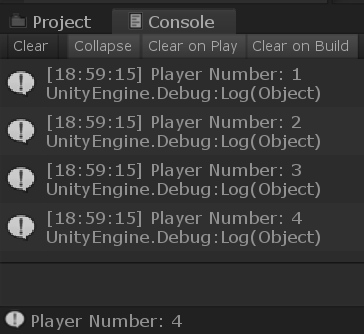 Project
Console
Clear
Collapse
Clear on Play
Clear on Build
[18:59:15] Player Number: 1
UnityEngine.Debug:Log(Object)
[18:59:15] Player Number: 2
UnityEngine.Debug:Log(Object)
[18:59:15] Player Number: 3
UnityEngine.Debug:Log(Object)
[18:59:15] Player Number: 4
UnityEngine.Debug:Log(Object)
Player Number: 4